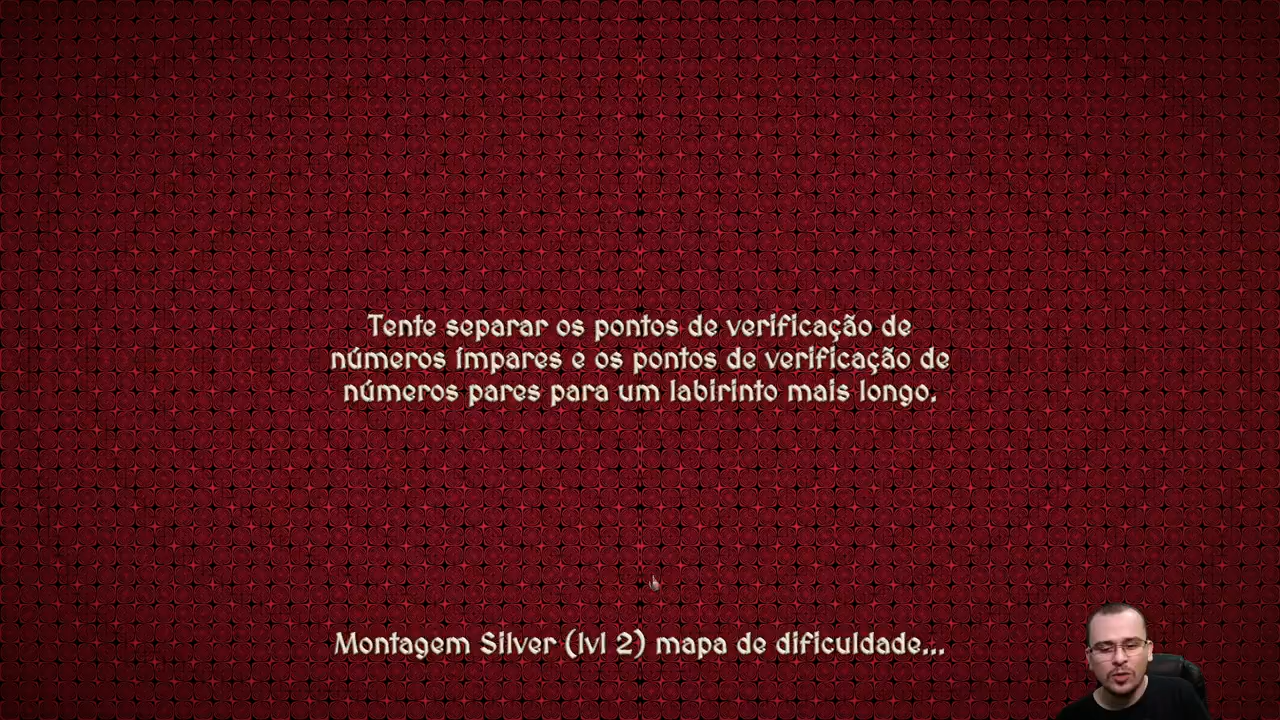 Tente separar os pontos de verificação de
números ímpares e os pontos de verificação de
números pares para um labirinto mais longo.
Montagem Silver (lvl 2) mapa de dificuldade...